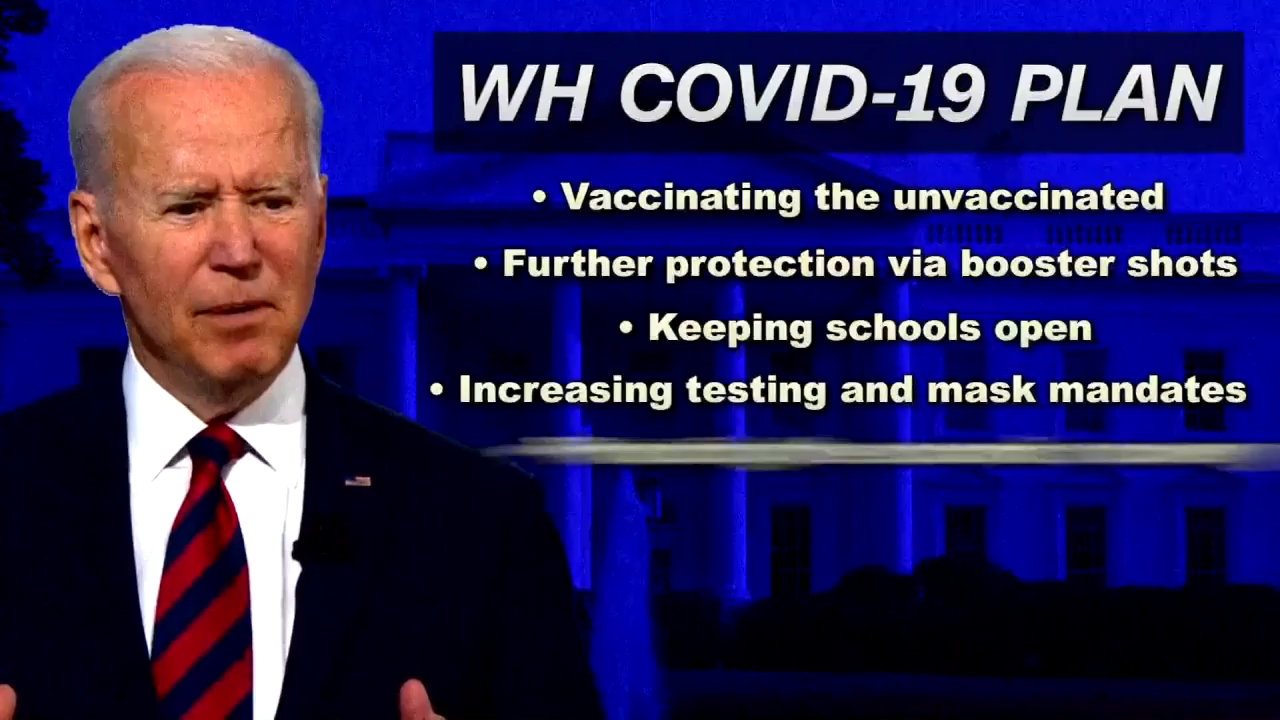 WH COVID-19 PLAN
• Vaccinating the unvaccinated
• Further protection via booster shots
• Keeping schools open
• Increasing testing and mask mandates